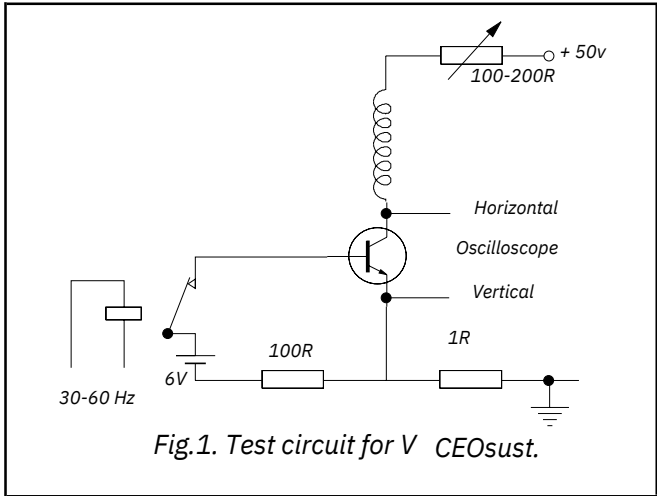 + 50v
100-200R
Horizontal
Oscilloscope
Vertical
100R
1R
6V
30-60 Hz
Fig.1. Test circuit for V CEOsust.